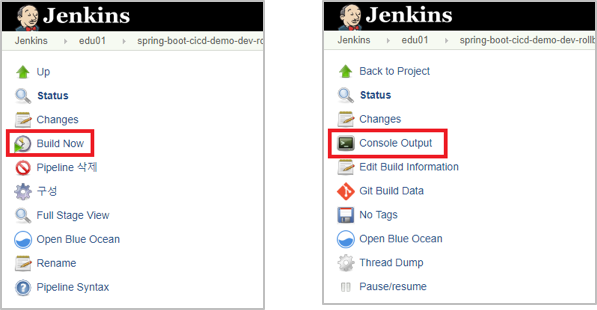 Jenkins
Jenkins edu01 spring-boot-cicd-demo-dev-roll
Up
Status
Changes
Build Now
Pipeline 삭제
구성
Full Stage View
Open Blue Ocean
Rename
Pipeline Syntax
Jenkins
Jenkins edu01 spring-boot-cicd-demo-dev-rollb
Back to Project
Status
Changes
Console Output
Edit Build Information
Git Build Data
No Tags
Open Blue Ocean
Thread Dump
Pause/resume